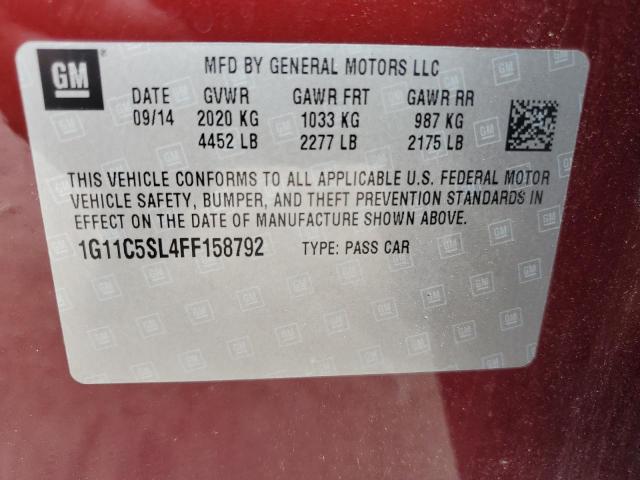 GM
MFD BY GENERAL MOTORS LLC
DATE GVWR GAWR FRT GAWR RR
09/14 2020 KG 1033 KG 987 KG
4452 LB 2277 LB 2175 LB
THIS VEHICLE CONFORMS TO ALL APPLICABLE U.S. FEDERAL MOTOR
VEHICLE SAFETY, BUMPER, AND THEFT PREVENTION STANDARDS IN
EFFECT ON THE DATE OF MANUFACTURE SHOWN ABOVE.
1G11C5SL4FF158792 TYPE: PASS CAR